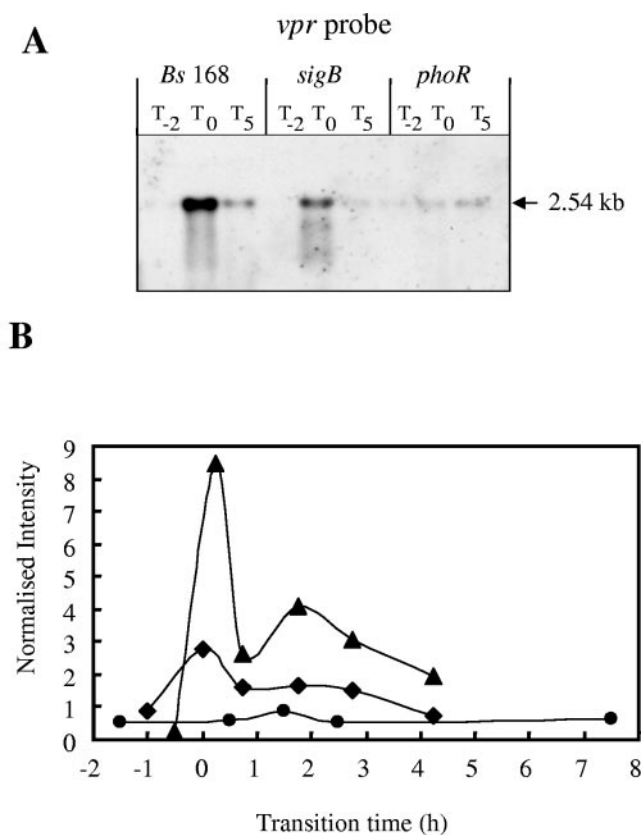 A
vpr probe
Bs 168 sigB phoR
T-2 T0 T5 T-2 T0 T5 T-2 T0 T5
2.54 kb
B
Normalised Intensity
9
8
7
6
5
4
3
2
1
0
-2 -1 0 1 2 3 4 5 6 7 8
Transition time (h)